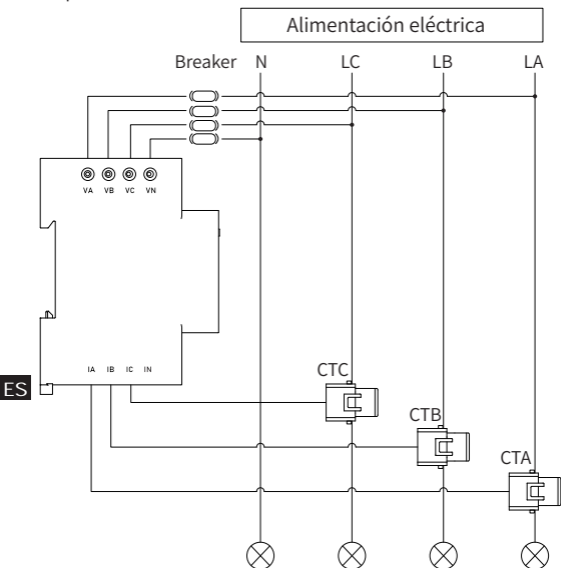 Alimentación eléctrica
Breaker N LC LB LA
VA VB VC VN
IA IB IC IN
ES
CTC
CTB
CTA